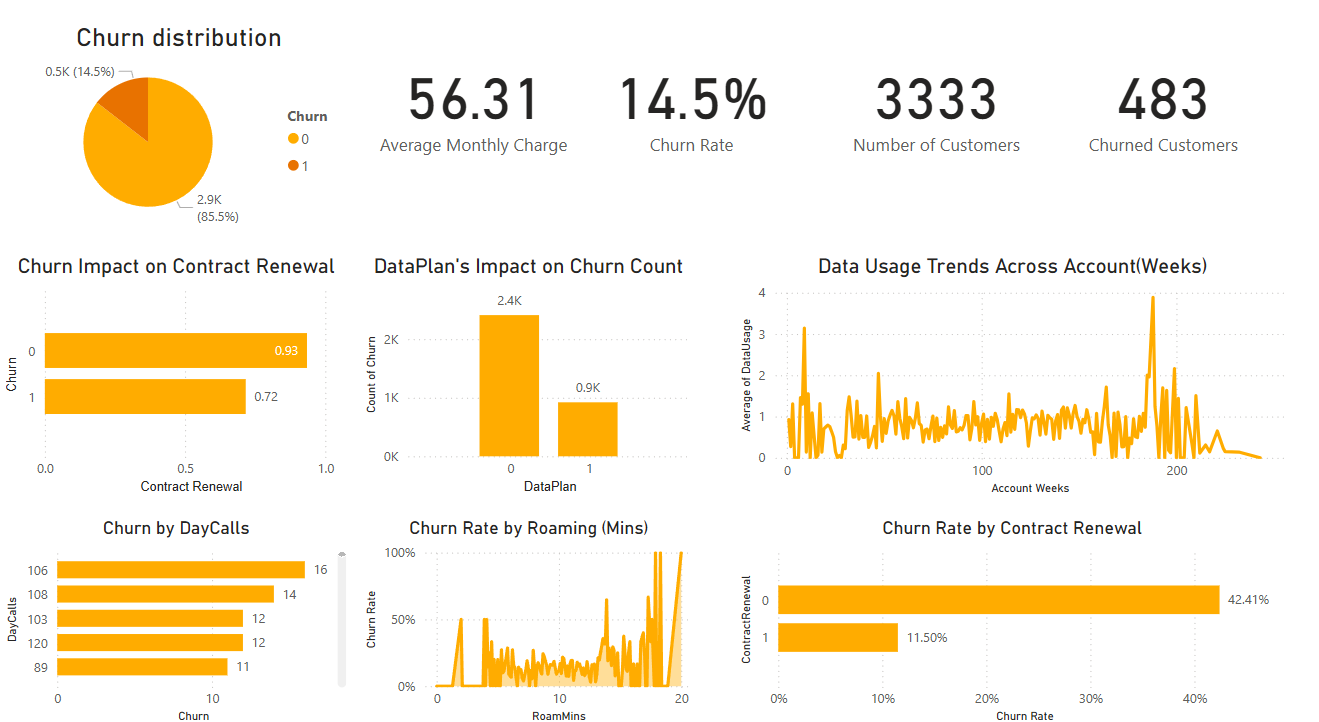 Churn distribution
0.5K (14.5%)
Churn
0
1
2.9K
(85.5%)
56.31
Average Monthly Charge
14.5%
Churn Rate
3333
Number of Customers
483
Churned Customers
Churn Impact on Contract Renewal
Churn
0
0.93
1
0.72
0.0
0.5
1.0
Contract Renewal
DataPlan's Impact on Churn Count
2.4K
Count of Churn
2K
0.9K
1K
0K
0
1
DataPlan
Data Usage Trends Across Account(Weeks)
Average of DataUsage
4
3
2
1
0
0
100
200
Account Weeks
Churn by DayCalls
DayCalls
106
16
108
14
103
12
120
12
89
11
0
10
Churn
Churn Rate by Roaming (Mins)
Churn Rate
100%
50%
0%
0
10
20
RoamMins
Churn Rate by Contract Renewal
ContractRenewal
0
42.41%
1
11.50%
0%
10%
20%
30%
40%
Churn Rate